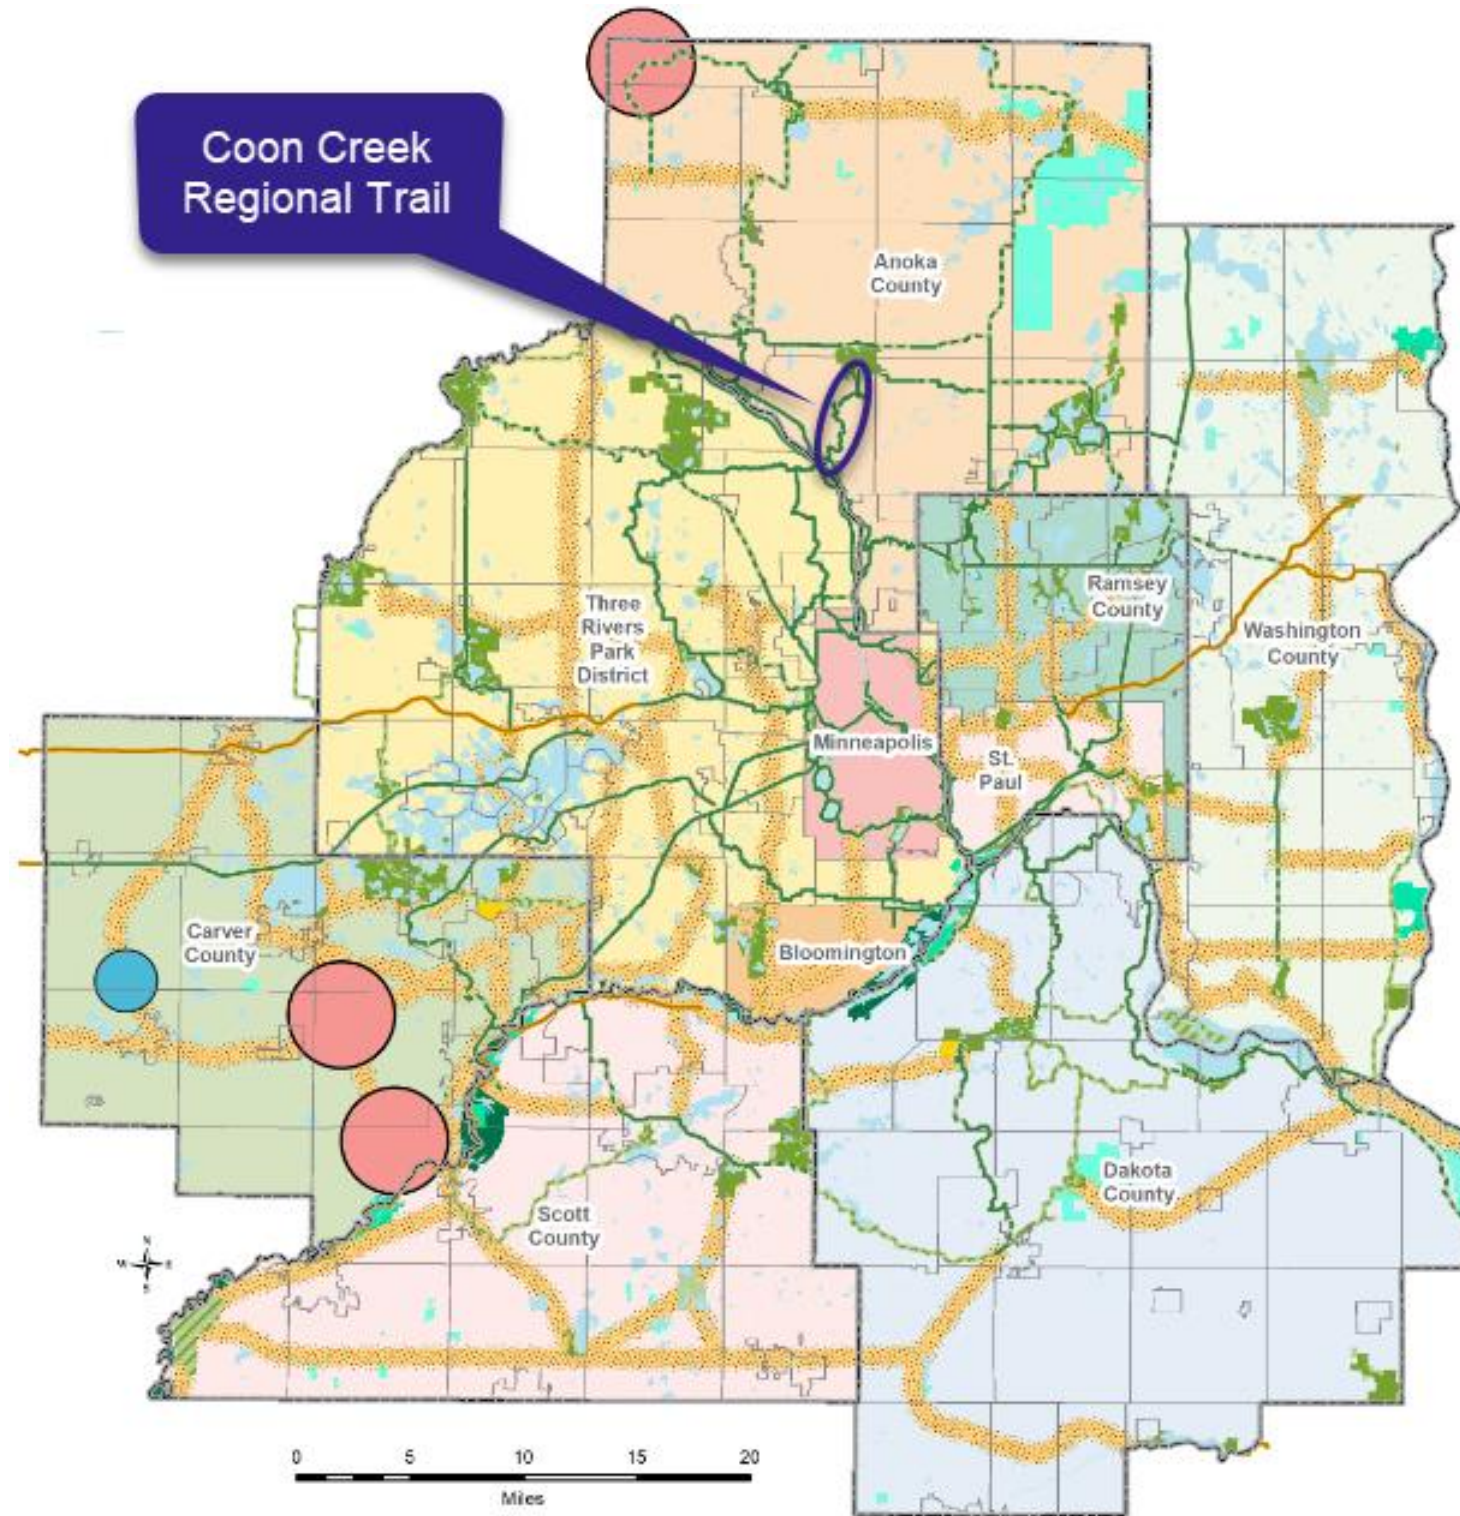 Coon Creek
Regional Trail
Anoka
County
Three
Rivers
Park
District
Ramsey
County
Washington
County
Minneapolis
St.
Paul
Carver
County
Bloomington
Dakota
County
Scott
County
N
W
E
S
0 5 10 15 20
Miles